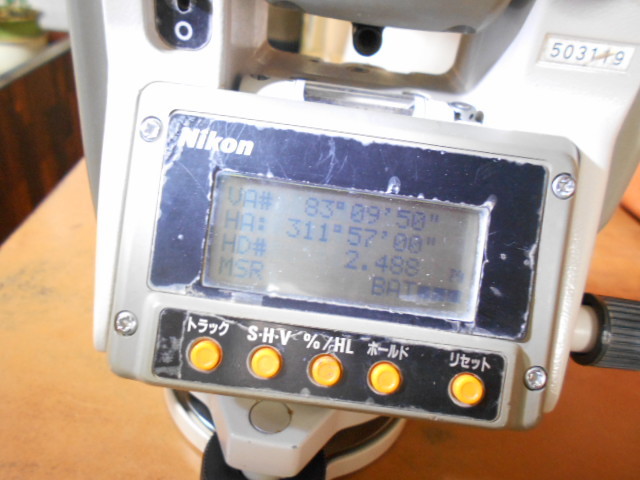 503119
Nikon
VA# 83°09'50"
HA: 311°57'00"
HD# 2.488 m
MSR BAT
トラック S·H·V %/HL ホールド リセット